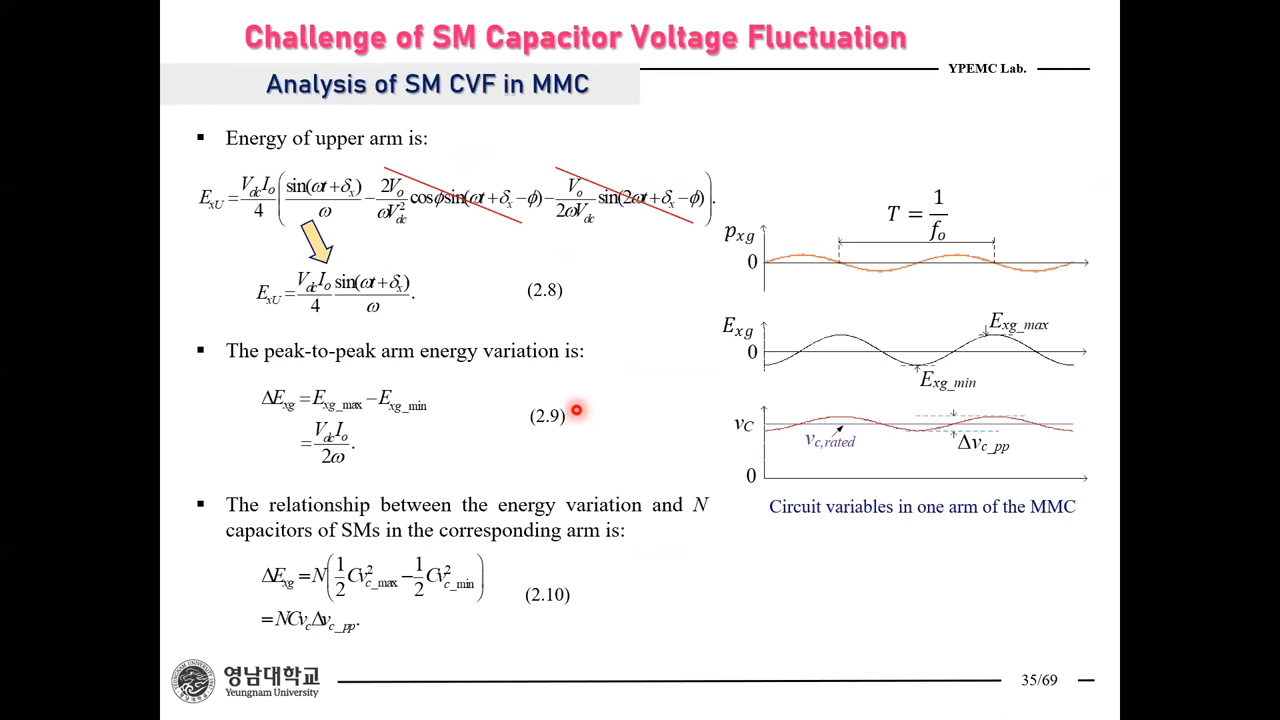 Challenge of SM Capacitor Voltage Fluctuation
YPEMC Lab.
Analysis of SM CVF in MMC
▪ Energy of upper arm is:
E_xU = V_dc I_o / 4 ( sin(ωt + δ_x) / ω − 2V_o / ωV_dc^2 cosϕ sin(ωt + δ_x − ϕ) − V_o / 2ωV_dc sin(2ωt + δ_x − ϕ) ).
E_xU = V_dc I_o / 4 sin(ωt + δ_x) / ω . (2.8)
▪ The peak-to-peak arm energy variation is:
ΔE_xg = E_xg_max − E_xg_min (2.9)
= V_dc I_o / 2ω .
▪ The relationship between the energy variation and N
capacitors of SMs in the corresponding arm is:
ΔE_xg = N ( 1/2 Cv^2_c_max − 1/2 Cv^2_c_min ) (2.10)
= NCv_c Δv_c_pp.
T = 1 / f_o
p_xg
0
E_xg
0
E_xg_max
E_xg_min
v_C
v_c,rated
Δv_c_pp
0
Circuit variables in one arm of the MMC
영남대학교
Yeungnam University
35/69